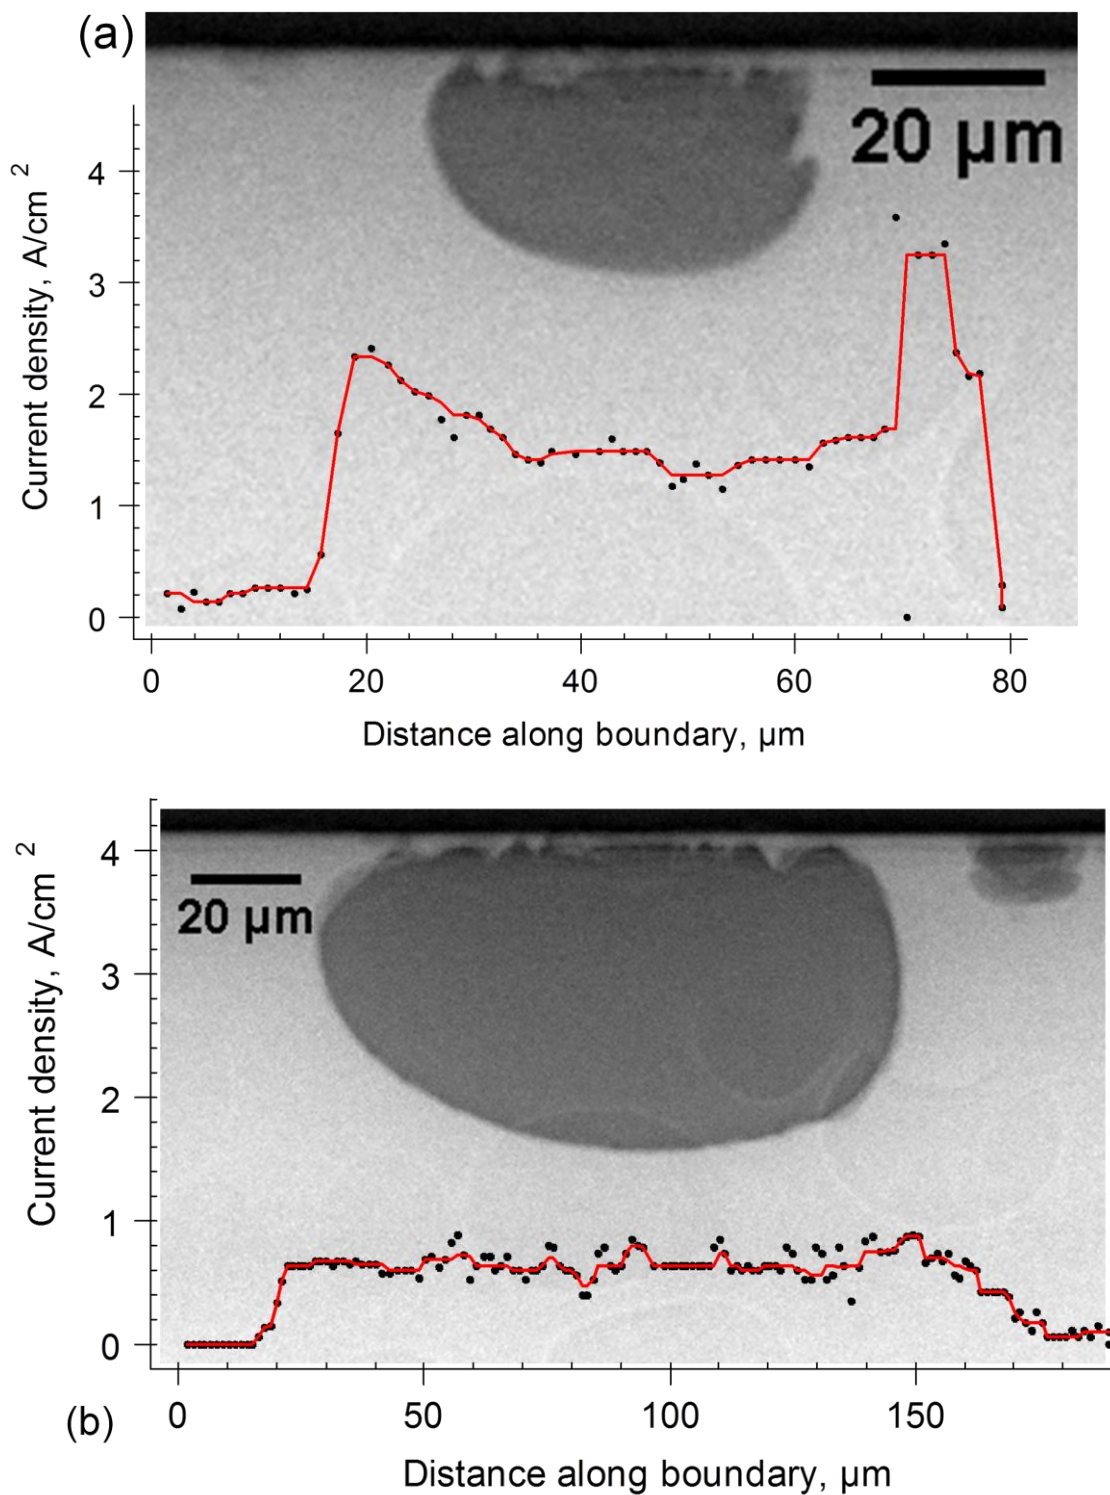 (a)
20 µm
Current density, A/cm 2
4
3
2
1
0
0 20 40 60 80
Distance along boundary, µm
20 µm
Current density, A/cm 2
4
3
2
1
0
0 50 100 150
(b)
Distance along boundary, µm